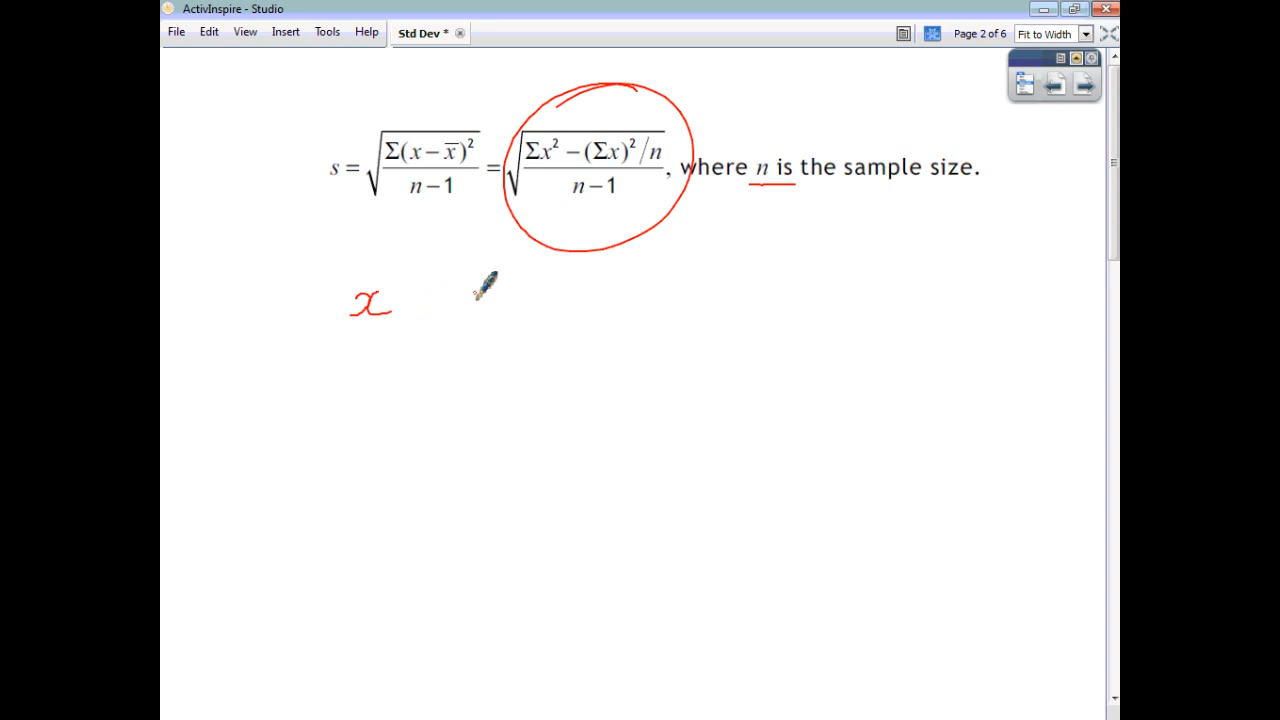 ActivInspire - Studio
File Edit View Insert Tools Help Std Dev * Page 2 of 6 Fit to Width
s = √(Σ(x − x̅)² / (n − 1)) = √((Σx² − (Σx)²/n) / (n − 1)), where n is the sample size.
x